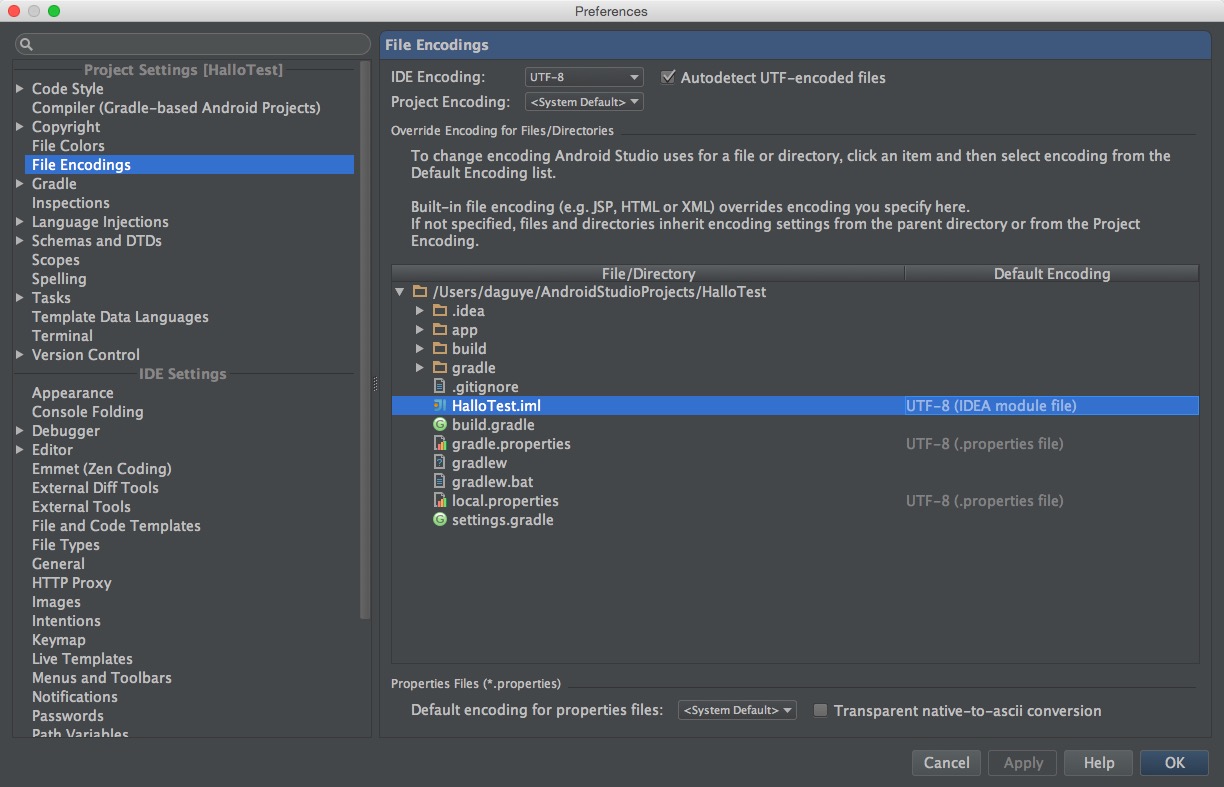 Preferences
Project Settings [HalloTest]
Code Style
Compiler (Gradle-based Android Projects)
Copyright
File Colors
File Encodings
Gradle
Inspections
Language Injections
Schemas and DTDs
Scopes
Spelling
Tasks
Template Data Languages
Terminal
Version Control
IDE Settings
Appearance
Console Folding
Debugger
Editor
Emmet (Zen Coding)
External Diff Tools
External Tools
File and Code Templates
File Types
General
HTTP Proxy
Images
Intentions
Keymap
Live Templates
Menus and Toolbars
Notifications
Passwords
Path Variables
File Encodings
IDE Encoding: UTF-8 Autodetect UTF-encoded files
Project Encoding: <System Default>
Override Encoding for Files/Directories
To change encoding Android Studio uses for a file or directory, click an item and then select encoding from the
Default Encoding list.
Built-in file encoding (e.g. JSP, HTML or XML) overrides encoding you specify here.
If not specified, files and directories inherit encoding settings from the parent directory or from the Project
Encoding.
File/Directory Default Encoding
/Users/daguye/AndroidStudioProjects/HalloTest
.idea
app
build
gradle
.gitignore
HalloTest.iml UTF-8 (IDEA module file)
build.gradle
gradle.properties UTF-8 (.properties file)
gradlew
gradlew.bat
local.properties UTF-8 (.properties file)
settings.gradle
Properties Files (*.properties)
Default encoding for properties files: <System Default> Transparent native-to-ascii conversion
Cancel Apply Help OK